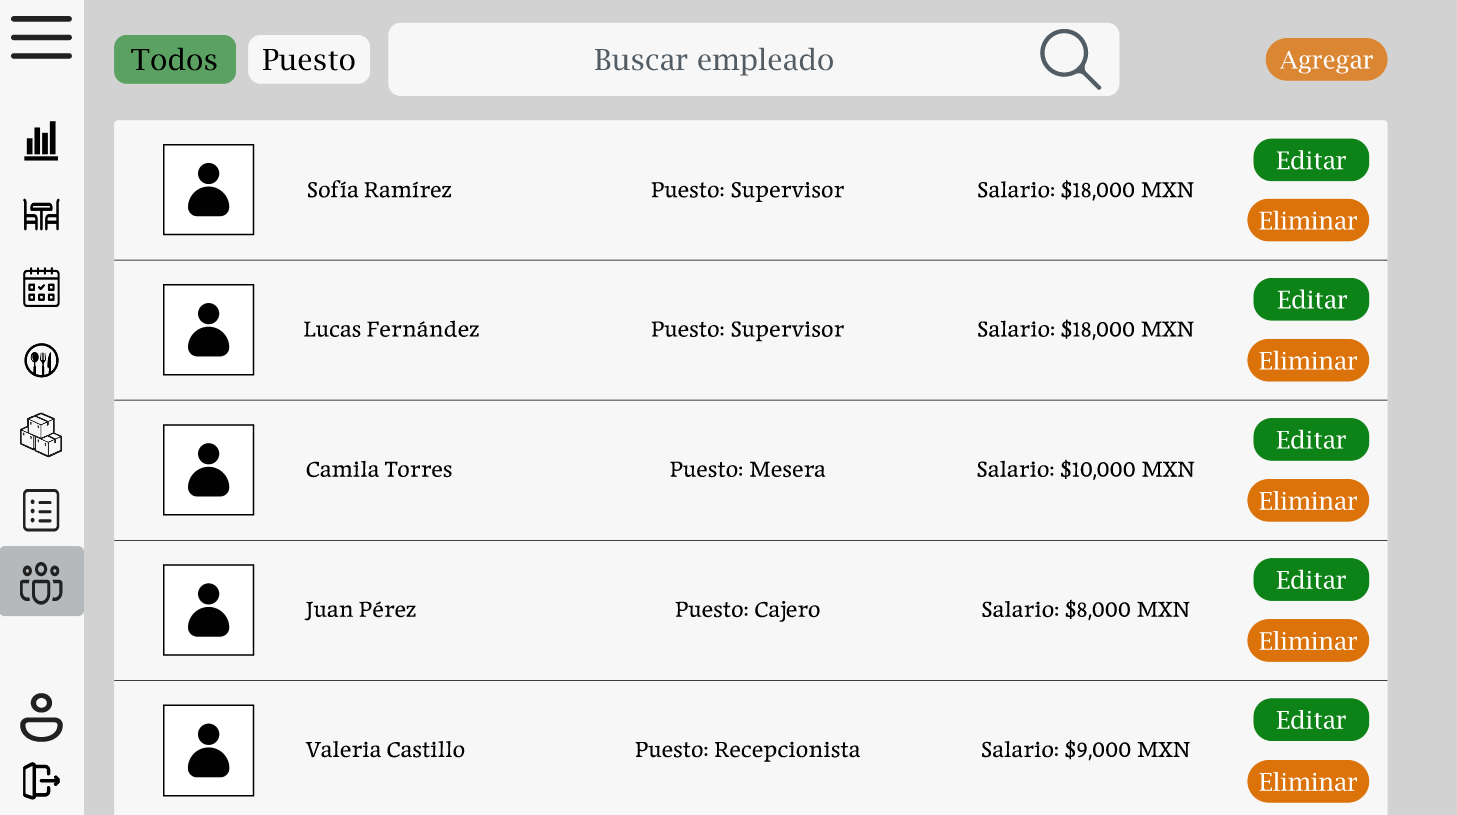 Todos Puesto Buscar empleado Agregar
Sofía Ramírez Puesto: Supervisor Salario: $18,000 MXN Editar
Eliminar
Lucas Fernández Puesto: Supervisor Salario: $18,000 MXN Editar
Eliminar
Camila Torres Puesto: Mesera Salario: $10,000 MXN Editar
Eliminar
Juan Pérez Puesto: Cajero Salario: $8,000 MXN Editar
Eliminar
Valeria Castillo Puesto: Recepcionista Salario: $9,000 MXN Editar
Eliminar